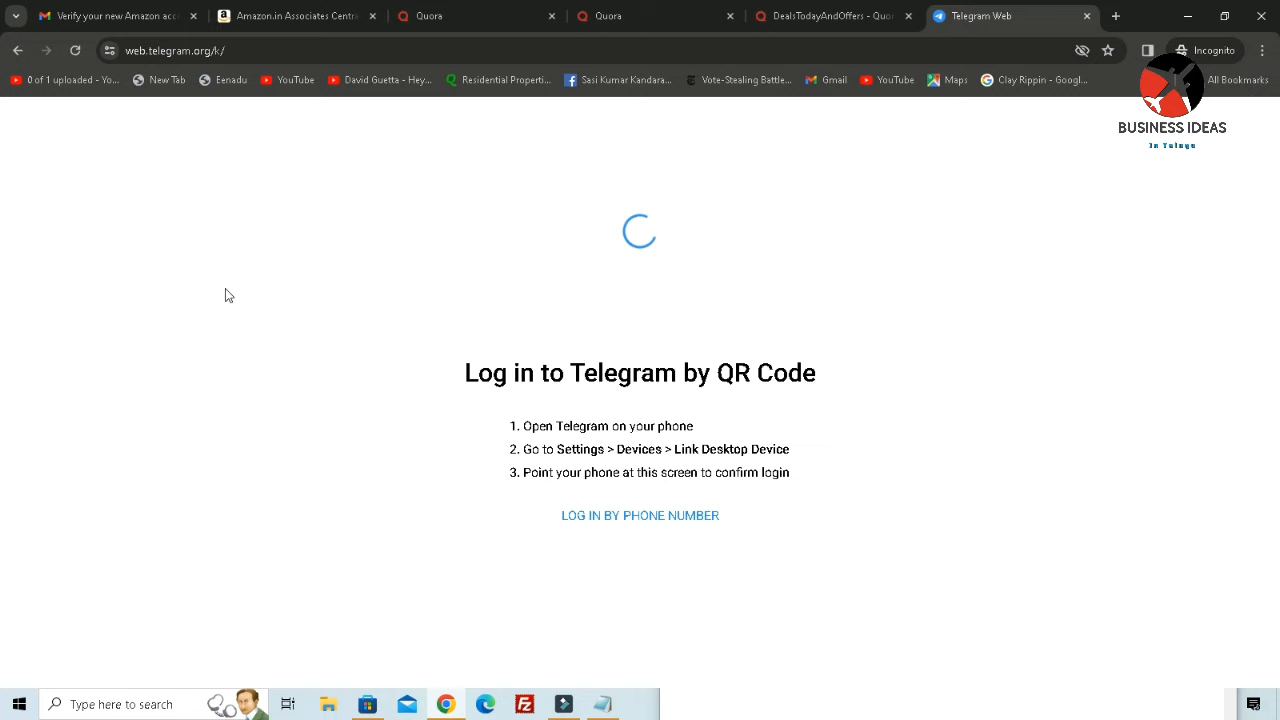 Verify your new Amazon acc
Amazon.in Associates Centr
Quora
Quora
DealsTodayAndOffers - Quo
Telegram Web
web.telegram.org/k/
Incognito
0 of 1 uploaded - Yo...
New Tab
Eenadu
YouTube
David Guetta - Hey,...
Residential Properti...
Sasi Kumar Kandara...
Vote-Stealing Battle...
Gmail
YouTube
Maps
Clay Rippin - Googl...
All Bookmarks
BUSINESS IDEAS
In Telugu
Log in to Telegram by QR Code
1. Open Telegram on your phone
2. Go to Settings > Devices > Link Desktop Device
3. Point your phone at this screen to confirm login
LOG IN BY PHONE NUMBER
Type here to search